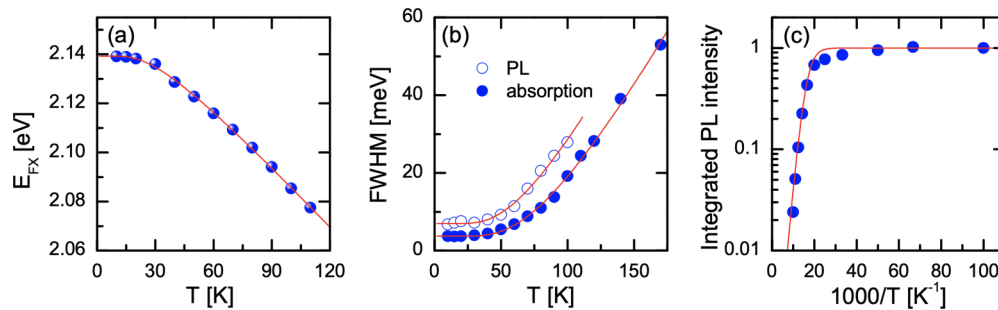 (a)
2.14
2.12
2.10
2.08
2.06
E_FX [eV]
0 30 60 90 120
T [K]
(b)
60
40
20
0
FWHM [meV]
PL
absorption
0 50 100 150
T [K]
(c)
1
0.1
0.01
Integrated PL intensity
0 20 40 60 80 100
1000/T [K⁻¹]